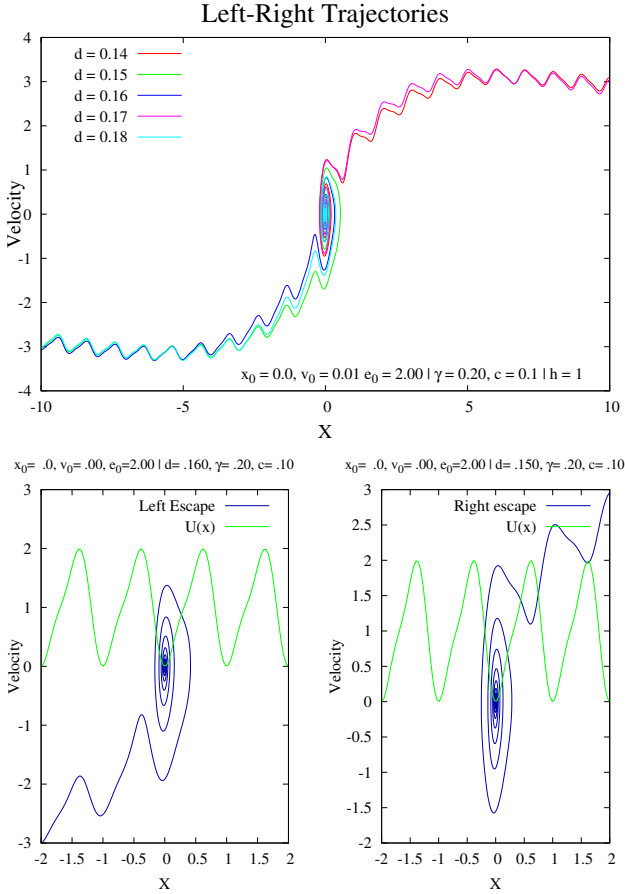 Left-Right Trajectories
4
3
2
1
0
-1
-2
-3
-4
Velocity
d = 0.14
d = 0.15
d = 0.16
d = 0.17
d = 0.18
x0 = 0.0, v0 = 0.01 e0 = 2.00 | γ = 0.20, c = 0.1 | h = 1
-10 -5 0 5 10
X
x0= .0, v0= .00, e0=2.00 | d= .160, γ= .20, c= .10
3
2
1
0
-1
-2
-3
Velocity
Left Escape
U(x)
-2 -1.5 -1 -0.5 0 0.5 1 1.5 2
X
x0= .0, v0= .00, e0=2.00 | d= .150, γ= .20, c= .10
3
2.5
2
1.5
1
0.5
0
-0.5
-1
-1.5
-2
Velocity
Right escape
U(x)
-2 -1.5 -1 -0.5 0 0.5 1 1.5 2
X